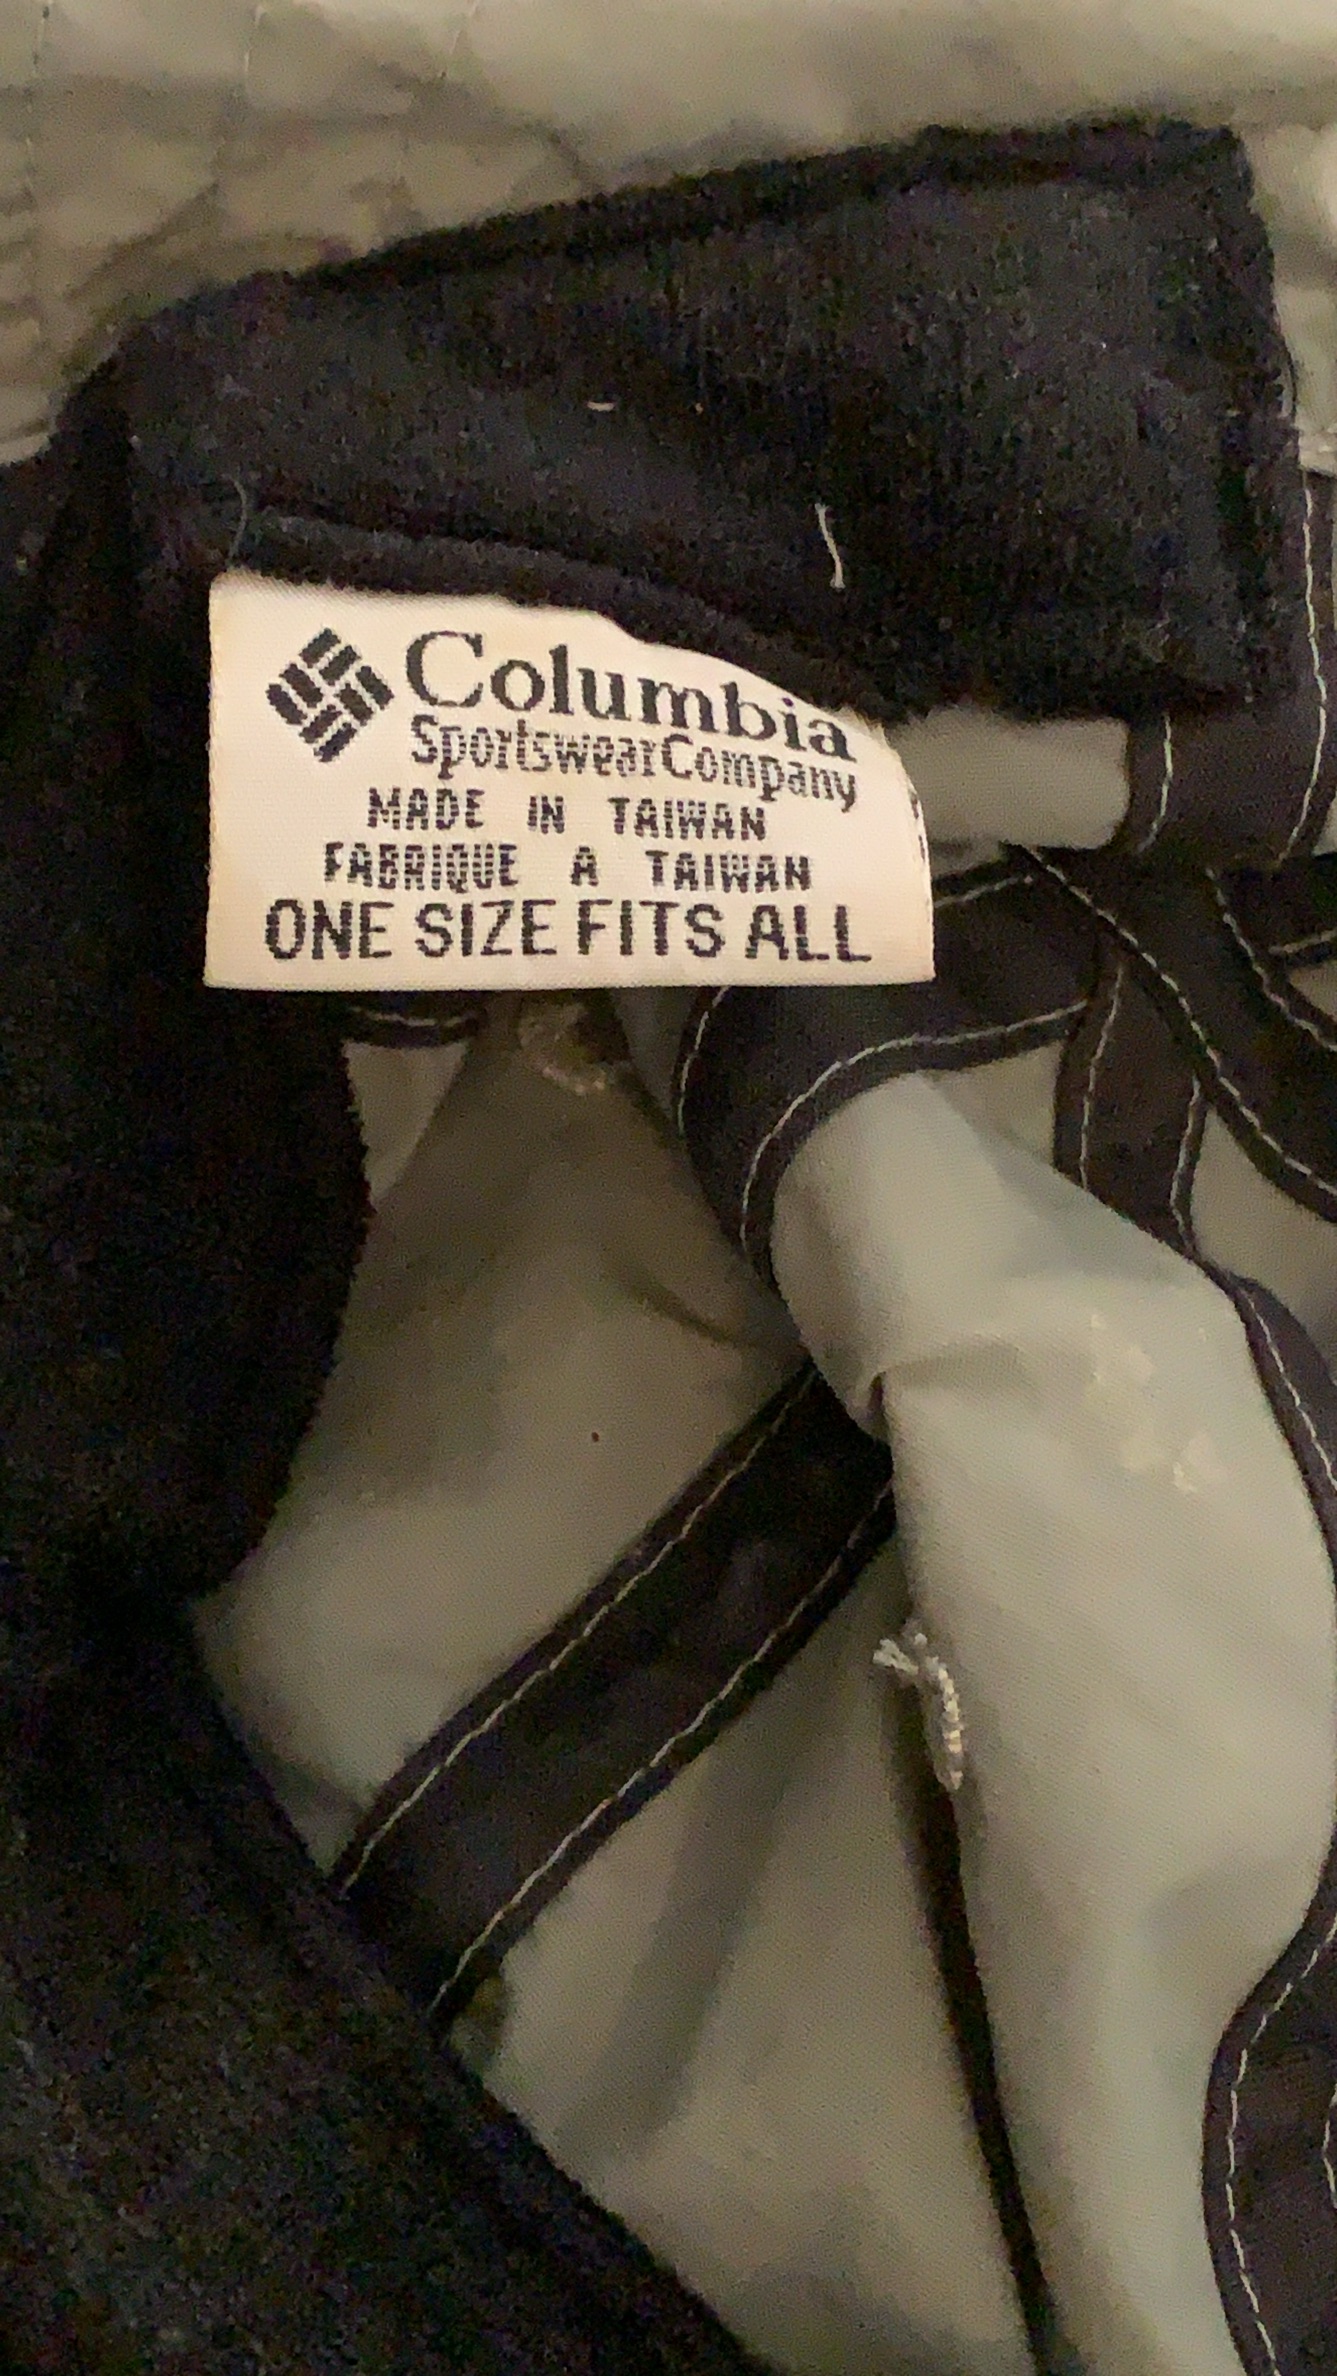 Columbia
SportswearCompany
MADE IN TAIWAN
FABRIQUE A TAIWAN
ONE SIZE FITS ALL